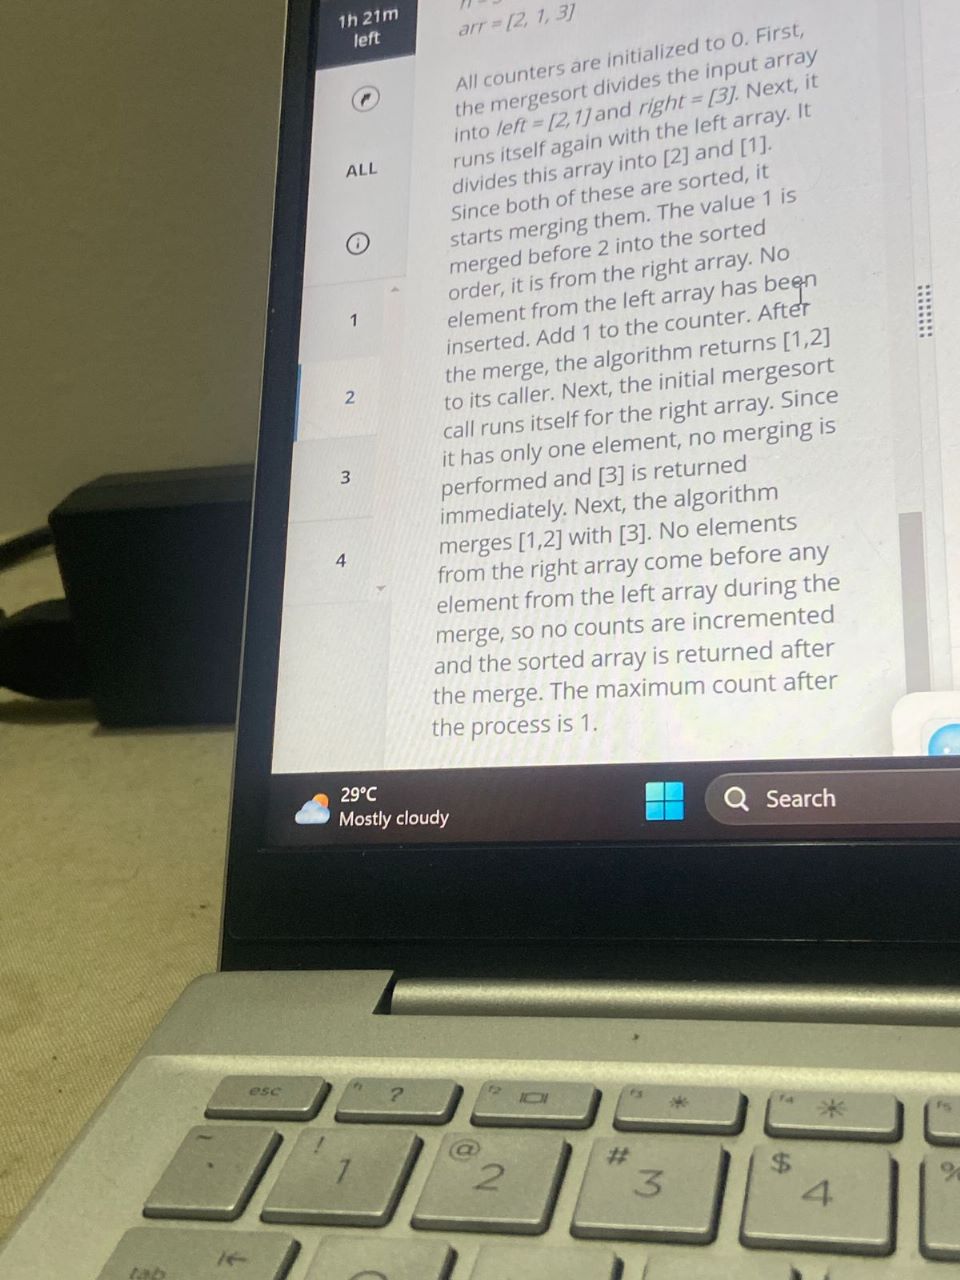 1h 21m
left
arr = [2, 1, 3]
All counters are initialized to 0. First,
the mergesort divides the input array
into left = [2,1] and right = [3]. Next, it
runs itself again with the left array. It
divides this array into [2] and [1].
Since both of these are sorted, it
starts merging them. The value 1 is
merged before 2 into the sorted
order, it is from the right array. No
element from the left array has been
inserted. Add 1 to the counter. After
the merge, the algorithm returns [1,2]
to its caller. Next, the initial mergesort
call runs itself for the right array. Since
it has only one element, no merging is
performed and [3] is returned
immediately. Next, the algorithm
merges [1,2] with [3]. No elements
from the right array come before any
element from the left array during the
merge, so no counts are incremented
and the sorted array is returned after
the merge. The maximum count after
the process is 1.
ALL
i
1
2
3
4
29°C
Mostly cloudy
Search
esc
f1 ?
f2
f3
f4
f5
~
! 1
@ 2
# 3
$ 4
%
tab